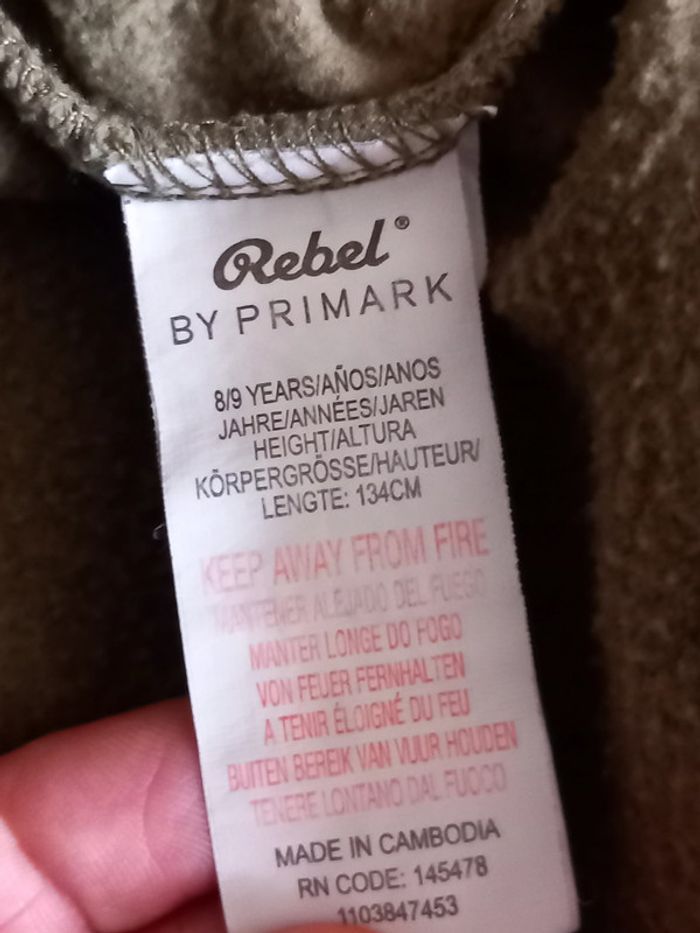 Rebel®
BY PRIMARK
8/9 YEARS/AÑOS/ANOS
JAHRE/ANNÉES/JAREN
HEIGHT/ALTURA
KÖRPERGRÖSSE/HAUTEUR/
LENGTE: 134CM
KEEP AWAY FROM FIRE
MANTENER ALEJADO DEL FUEGO
MANTER LONGE DO FOGO
VON FEUER FERNHALTEN
A TENIR ÉLOIGNÉ DU FEU
BUITEN BEREIK VAN VUUR HOUDEN
TENERE LONTANO DAL FUOCO
MADE IN CAMBODIA
RN CODE: 145478
1103847453